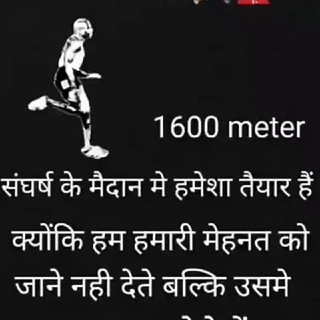 1600 meter
संघर्ष के मैदान मे हमेशा तैयार हैं
क्योंकि हम हमारी मेहनत को
जाने नही देते बल्कि उसमे